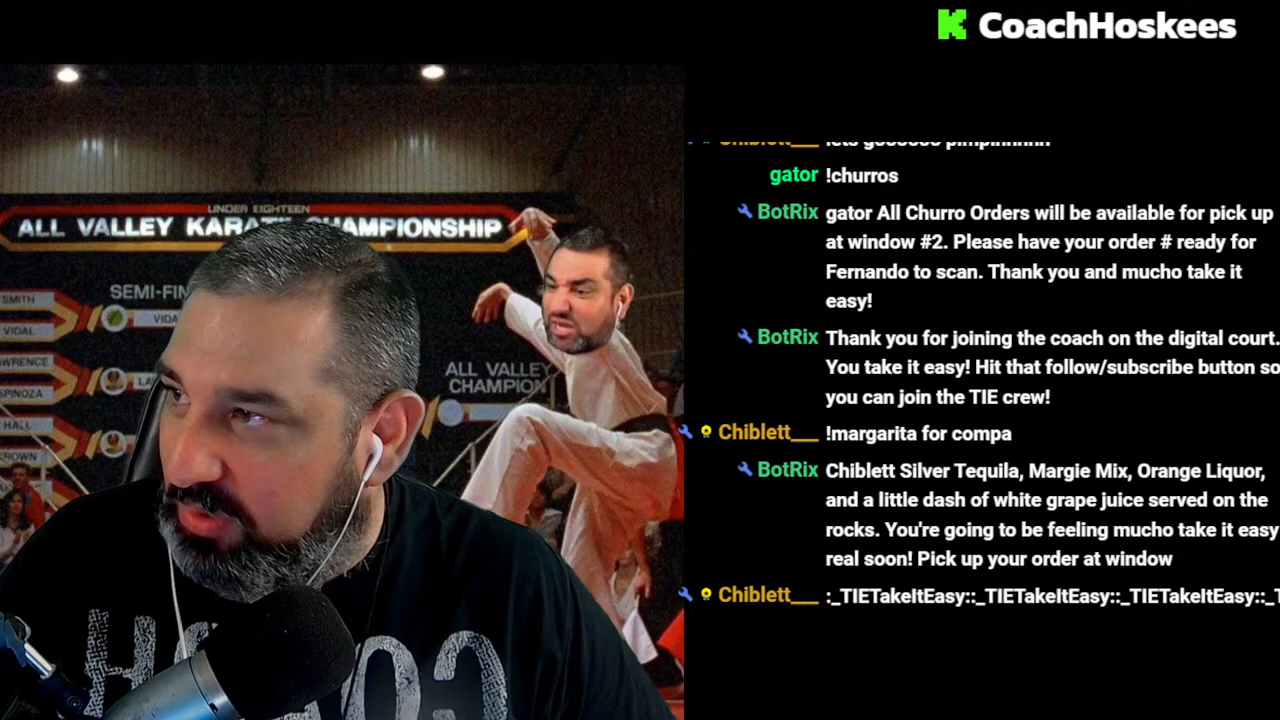 CoachHoskees
Chiblett___ lets goooooo pimpinnnnn
gator !churros
BotRix gator All Churro Orders will be available for pick up
at window #2. Please have your order # ready for
Fernando to scan. Thank you and mucho take it
easy!
BotRix Thank you for joining the coach on the digital court.
You take it easy! Hit that follow/subscribe button so
you can join the TIE crew!
Chiblett___ !margarita for compa
BotRix Chiblett Silver Tequila, Margie Mix, Orange Liquor,
and a little dash of white grape juice served on the
rocks. You're going to be feeling mucho take it easy
real soon! Pick up your order at window
Chiblett___ :_TIETakeItEasy::_TIETakeItEasy::_TIETakeItEasy::_T
UNDER EIGHTEEN
ALL VALLEY CHAMPIONSHIP
SEMI-FIN
SMITH
VIDAL
VIDA
ALL VALLEY
CHAMPION
HALL